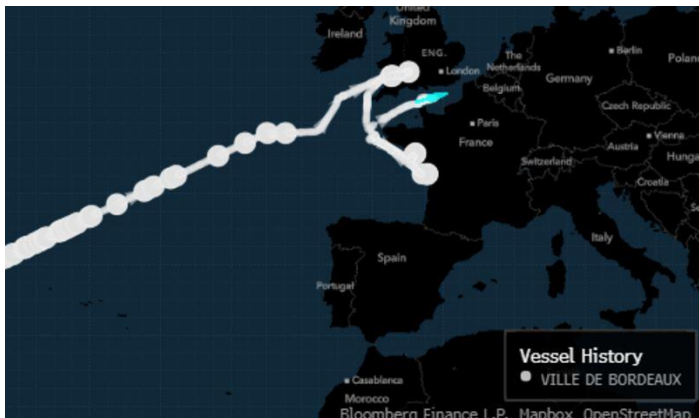 United
Kingdom
Ireland
ENG.
London
The
Netherlands
Berlin
Poland
Belgium
Germany
Paris
Czech Republic
France
Vienna
Austria
Switzerland
Croatia
Italy
Spain
Portugal
Casablanca
Morocco
Vessel History
VILLE DE BORDEAUX
Bloomberg Finance L.P. Mapbox OpenStreetMap